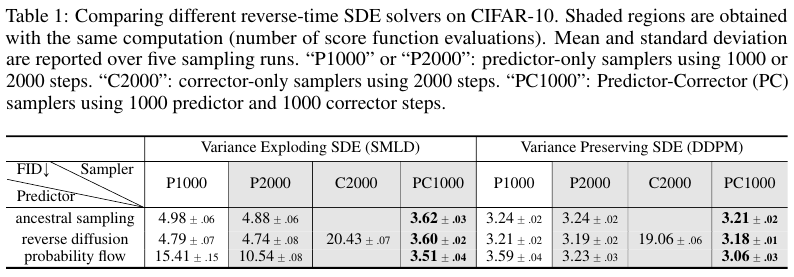 Table 1: Comparing different reverse-time SDE solvers on CIFAR-10. Shaded regions are obtained
with the same computation (number of score function evaluations). Mean and standard deviation
are reported over five sampling runs. “P1000” or “P2000”: predictor-only samplers using 1000 or
2000 steps. “C2000”: corrector-only samplers using 2000 steps. “PC1000”: Predictor-Corrector (PC)
samplers using 1000 predictor and 1000 corrector steps.
Variance Exploding SDE (SMLD) Variance Preserving SDE (DDPM)
FID↓ Sampler P1000 P2000 C2000 PC1000 P1000 P2000 C2000 PC1000
Predictor
ancestral sampling 4.98 ± .06 4.88 ± .06 3.62 ± .03 3.24 ± .02 3.24 ± .02 3.21 ± .02
reverse diffusion 4.79 ± .07 4.74 ± .08 20.43 ± .07 3.60 ± .02 3.21 ± .02 3.19 ± .02 19.06 ± .06 3.18 ± .01
probability flow 15.41 ± .15 10.54 ± .08 3.51 ± .04 3.59 ± .04 3.23 ± .03 3.06 ± .03